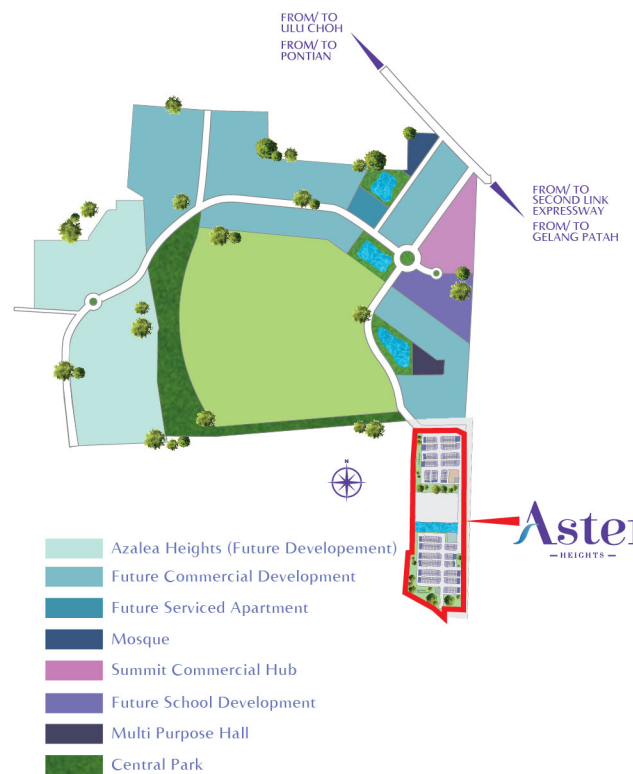 FROM/ TO
ULU CHOH
FROM/ TO
PONTIAN
FROM/ TO
SECOND LINK
EXPRESSWAY
FROM/ TO
GELANG PATAH
N
Aster
HEIGHTS
Azalea Heights (Future Developement)
Future Commercial Development
Future Serviced Apartment
Mosque
Summit Commercial Hub
Future School Development
Multi Purpose Hall
Central Park